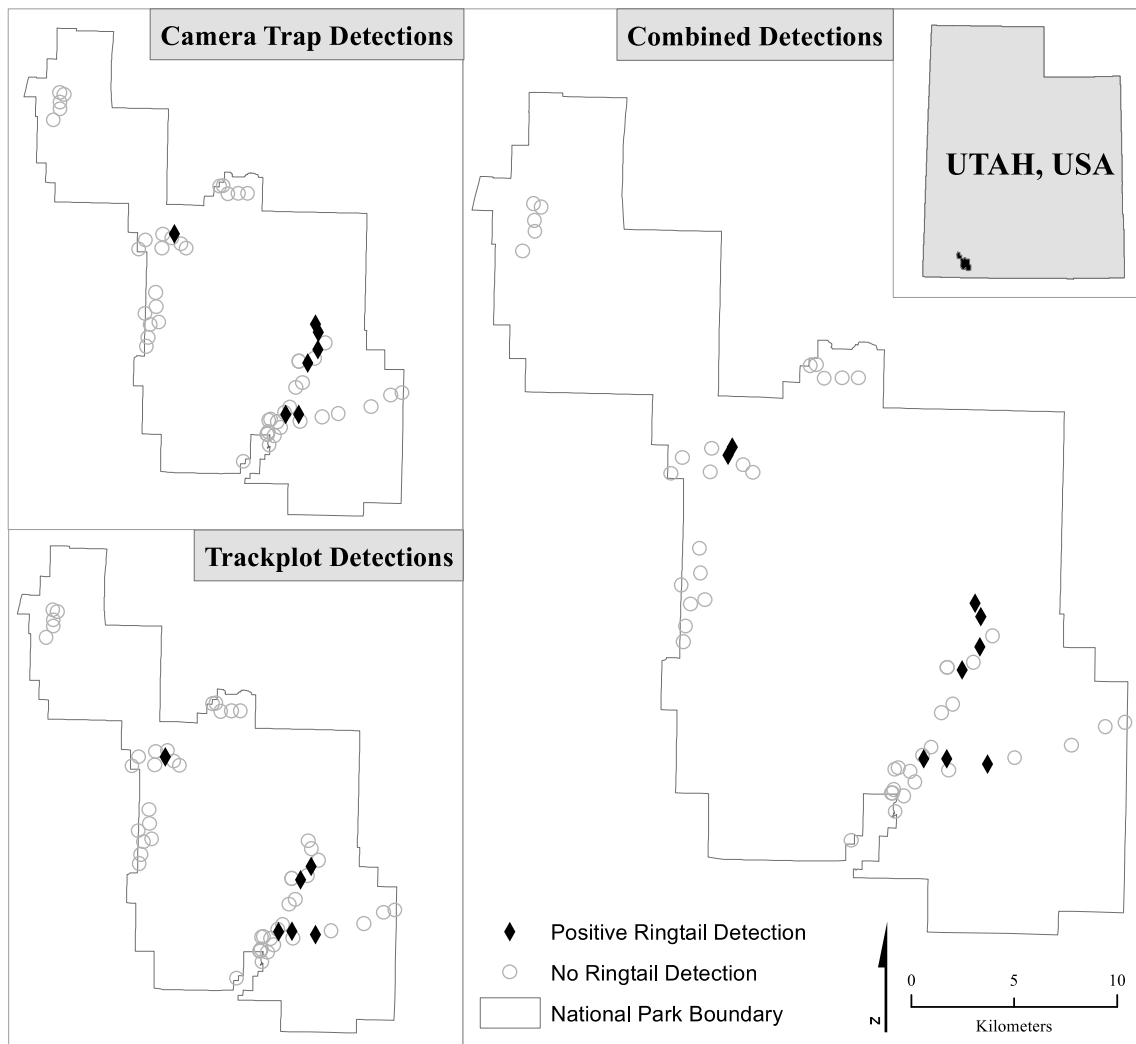 Camera Trap Detections
Combined Detections
UTAH, USA
Trackplot Detections
Positive Ringtail Detection
No Ringtail Detection
National Park Boundary
N
0 5 10
Kilometers